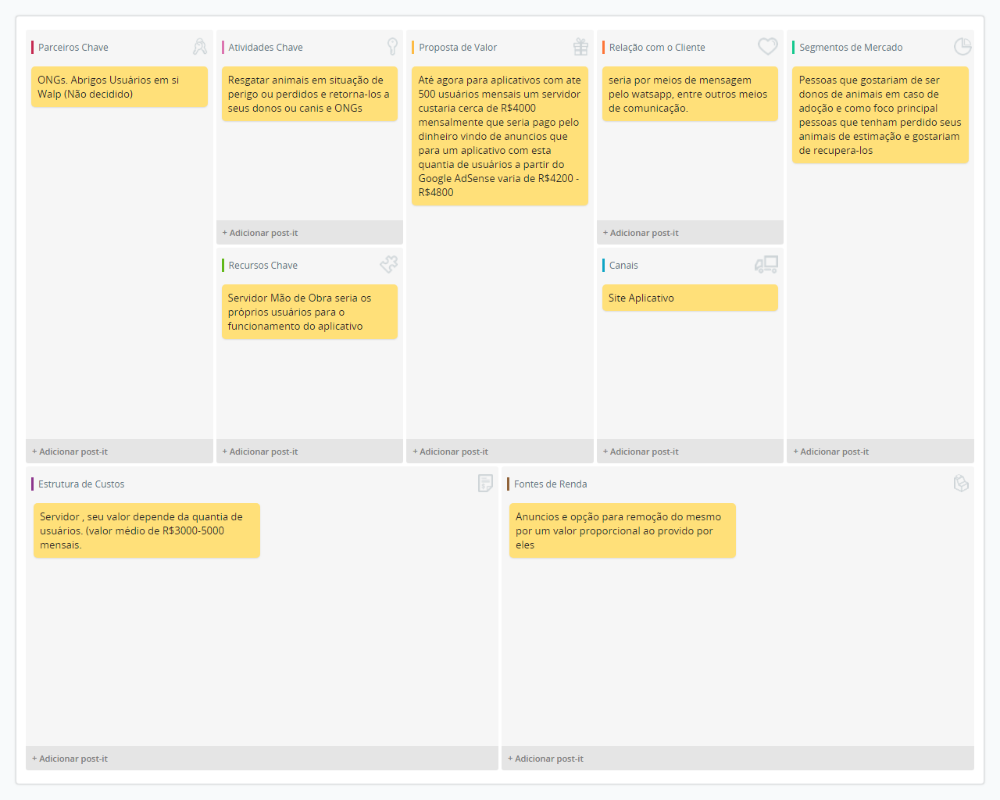 Parceiros Chave
ONGs. Abrigos Usuários em si
Walp (Não decidido)
+ Adicionar post-it
Atividades Chave
Resgatar animais em situação de
perigo ou perdidos e retorna-los a
seus donos ou canis e ONGs
+ Adicionar post-it
Recursos Chave
Servidor Mão de Obra seria os
próprios usuários para o
funcionamento do aplicativo
+ Adicionar post-it
Proposta de Valor
Até agora para aplicativos com ate
500 usuários mensais um servidor
custaria cerca de R$4000
mensalmente que seria pago pelo
dinheiro vindo de anuncios que
para um aplicativo com esta
quantia de usuários a partir do
Google AdSense varia de R$4200 -
R$4800
+ Adicionar post-it
Relação com o Cliente
seria por meios de mensagem
pelo watsapp, entre outros meios
de comunicação.
+ Adicionar post-it
Canais
Site Aplicativo
+ Adicionar post-it
Segmentos de Mercado
Pessoas que gostariam de ser
donos de animais em caso de
adoção e como foco principal
pessoas que tenham perdido seus
animais de estimação e gostariam
de recupera-los
+ Adicionar post-it
Estrutura de Custos
Servidor , seu valor depende da quantia de
usuários. (valor médio de R$3000-5000
mensais.
+ Adicionar post-it
Fontes de Renda
Anuncios e opção para remoção do mesmo
por um valor proporcional ao provido por
eles
+ Adicionar post-it